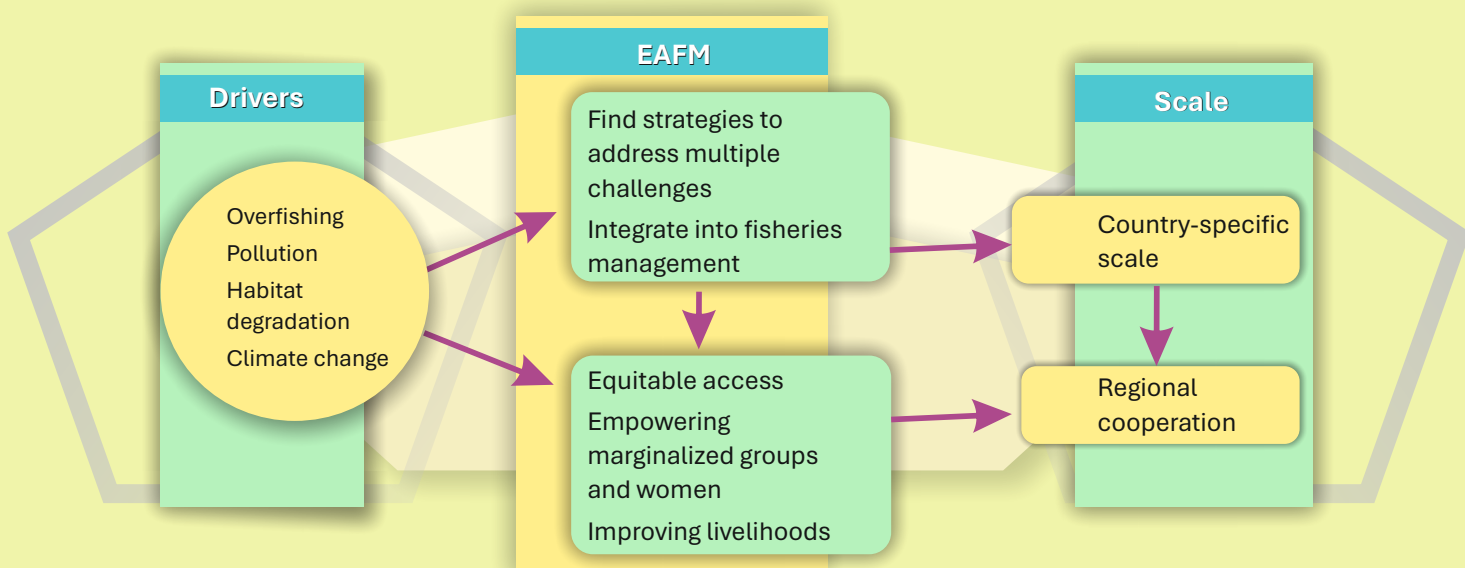 Drivers
Overfishing
Pollution
Habitat
degradation
Climate change
EAFM
Find strategies to
address multiple
challenges
Integrate into fisheries
management
Equitable access
Empowering
marginalized groups
and women
Improving livelihoods
Scale
Country-specific
scale
Regional
cooperation